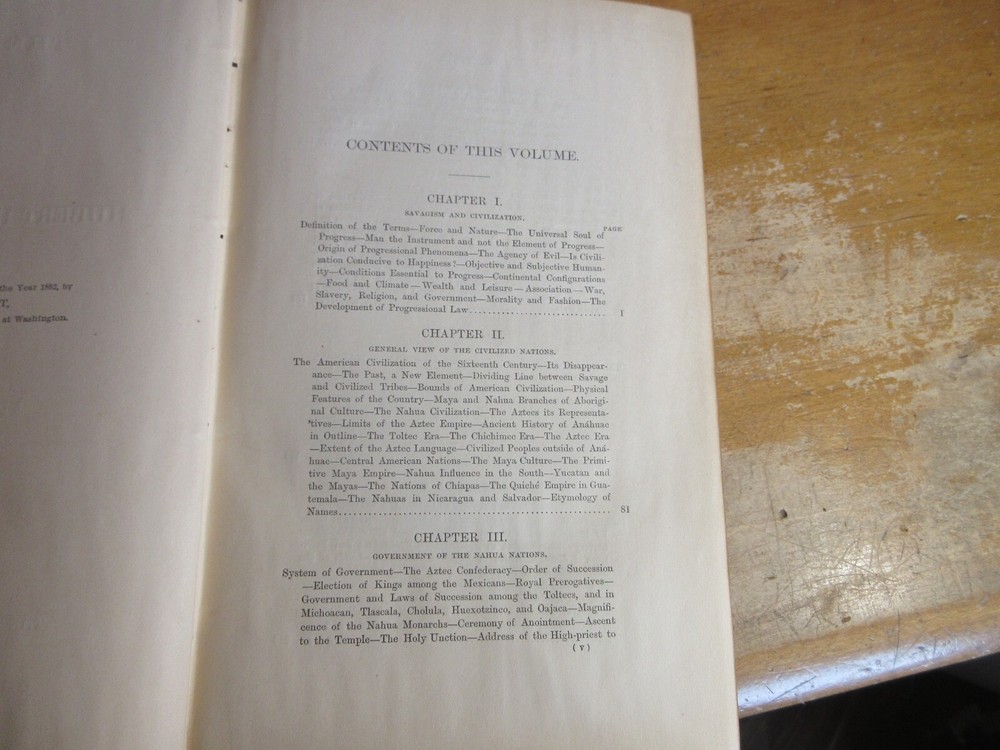 the Year 1882, by
T,
at Washington.
CONTENTS OF THIS VOLUME.
CHAPTER I.
SAVAGISM AND CIVILIZATION.
PAGE
Definition of the Terms—Force and Nature—The Universal Soul of
Progress—Man the Instrument and not the Element of Progress—
Origin of Progressional Phenomena—The Agency of Evil—Is Civili-
zation Conducive to Happiness?—Objective and Subjective Human-
ity—Conditions Essential to Progress—Continental Configurations
—Food and Climate—Wealth and Leisure—Association—War,
Slavery, Religion, and Government—Morality and Fashion—The
Development of Progressional Law.............................. 1
CHAPTER II.
GENERAL VIEW OF THE CIVILIZED NATIONS.
The American Civilization of the Sixteenth Century—Its Disappear-
ance—The Past, a New Element—Dividing Line between Savage
and Civilized Tribes—Bounds of American Civilization—Physical
Features of the Country—Maya and Nahua Branches of Aborigi-
nal Culture—The Nahua Civilization—The Aztecs its Representa-
tives—Limits of the Aztec Empire—Ancient History of Anáhuac
in Outline—The Toltec Era—The Chichimec Era—The Aztec Era
—Extent of the Aztec Language—Civilized Peoples outside of Aná-
huac—Central American Nations—The Maya Culture—The Primi-
tive Maya Empire—Nahua Influence in the South—Yucatan and
the Mayas—The Nations of Chiapas—The Quiché Empire in Gua-
temala—The Nahuas in Nicaragua and Salvador—Etymology of
Names....................................................... 81
CHAPTER III.
GOVERNMENT OF THE NAHUA NATIONS.
System of Government—The Aztec Confederacy—Order of Succession
—Election of Kings among the Mexicans—Royal Prerogatives—
Government and Laws of Succession among the Toltecs, and in
Michoacan, Tlascala, Cholula, Huexotzinco, and Oajaca—Magnifi-
cence of the Nahua Monarchs—Ceremony of Anointment—Ascent
to the Temple—The Holy Unction—Address of the High-priest to
(v)